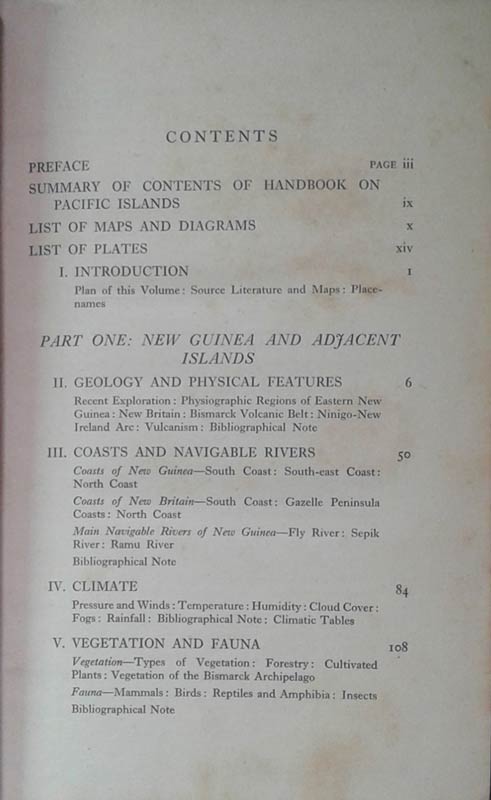 CONTENTS
PREFACE PAGE iii
SUMMARY OF CONTENTS OF HANDBOOK ON
PACIFIC ISLANDS ix
LIST OF MAPS AND DIAGRAMS x
LIST OF PLATES xiv
I. INTRODUCTION 1
Plan of this Volume: Source Literature and Maps: Place-
names
PART ONE: NEW GUINEA AND ADJACENT
ISLANDS
II. GEOLOGY AND PHYSICAL FEATURES 6
Recent Exploration: Physiographic Regions of Eastern New
Guinea: New Britain: Bismarck Volcanic Belt: Ninigo-New
Ireland Arc: Vulcanism: Bibliographical Note
III. COASTS AND NAVIGABLE RIVERS 50
Coasts of New Guinea—South Coast: South-east Coast:
North Coast
Coasts of New Britain—South Coast: Gazelle Peninsula
Coasts: North Coast
Main Navigable Rivers of New Guinea—Fly River: Sepik
River: Ramu River
Bibliographical Note
IV. CLIMATE 84
Pressure and Winds: Temperature: Humidity: Cloud Cover:
Fogs: Rainfall: Bibliographical Note: Climatic Tables
V. VEGETATION AND FAUNA 108
Vegetation—Types of Vegetation: Forestry: Cultivated
Plants: Vegetation of the Bismarck Archipelago
Fauna—Mammals: Birds: Reptiles and Amphibia: Insects
Bibliographical Note